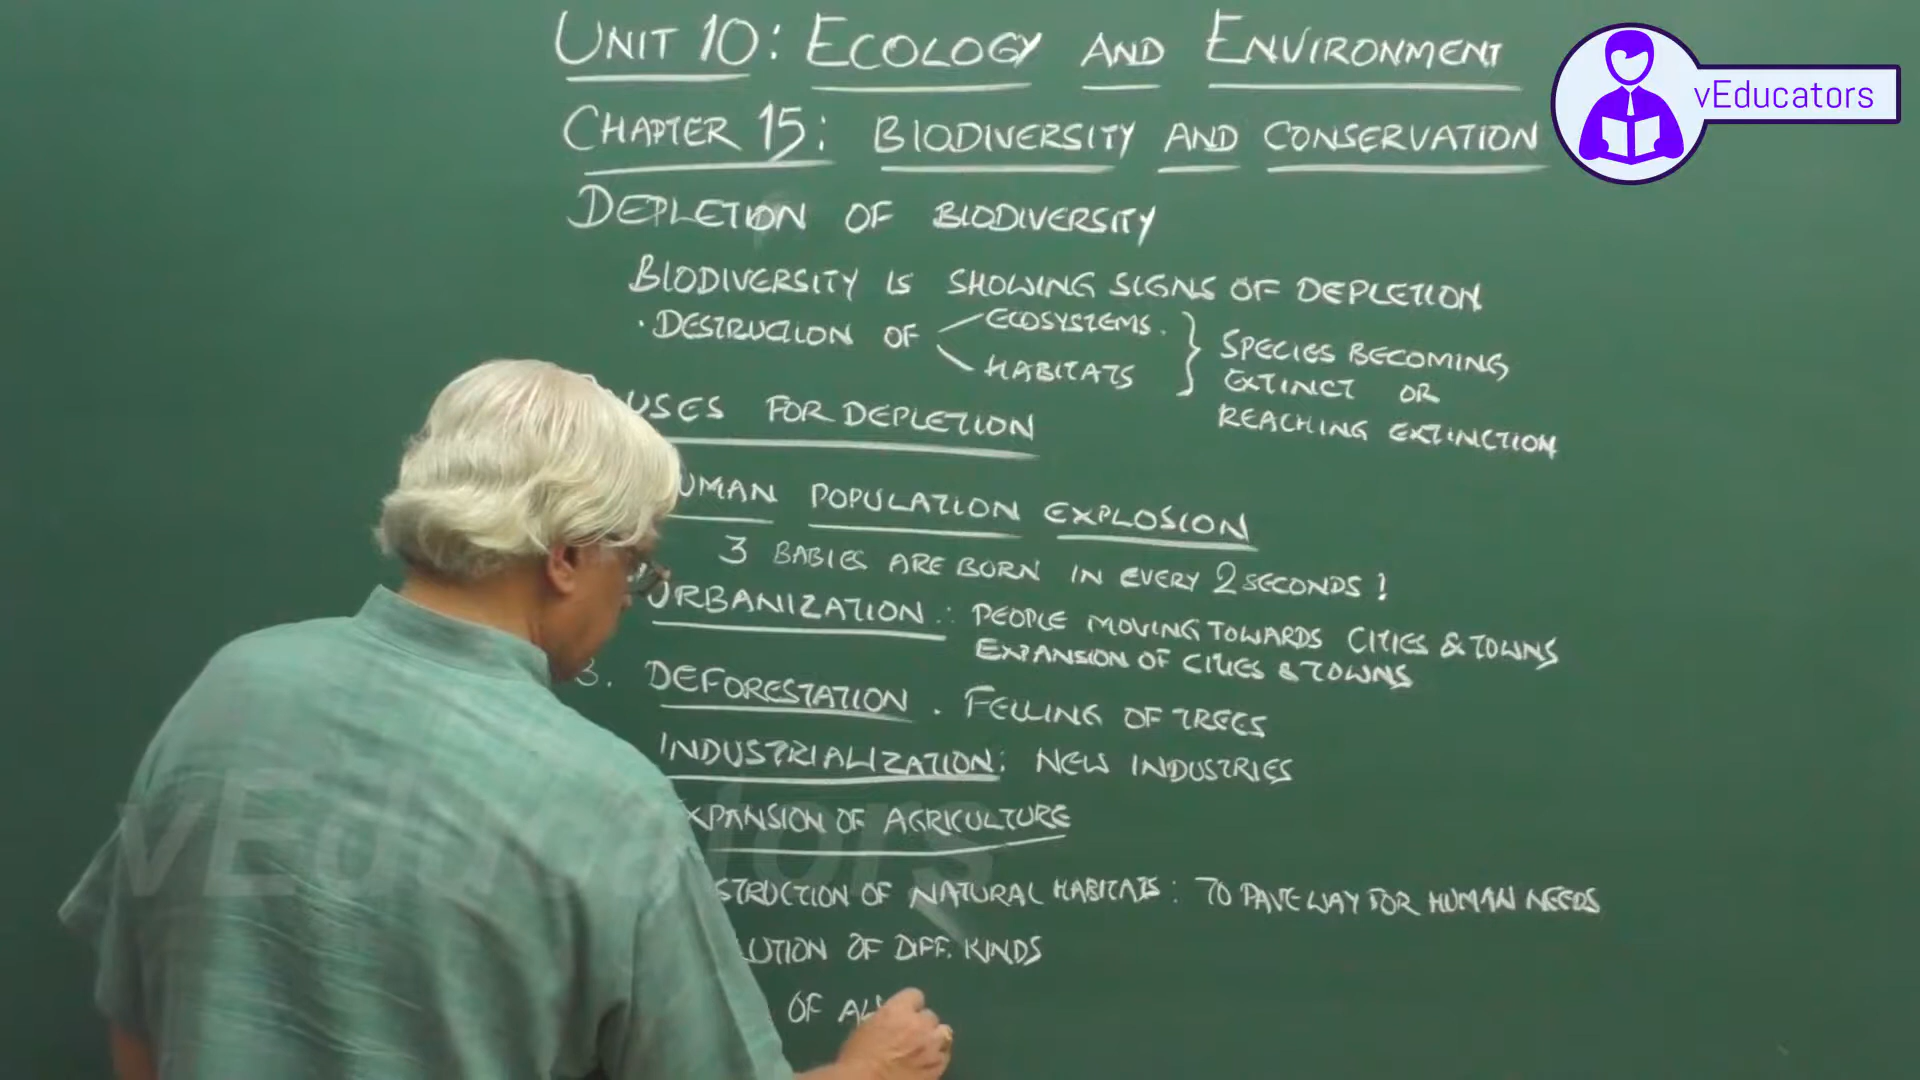 UNIT 10: ECOLOGY AND ENVIRONMENT
vEducators
CHAPTER 15: BIODIVERSITY AND CONSERVATION
DEPLETION OF BIODIVERSITY
BIODIVERSITY IS SHOWING SIGNS OF DEPLETION
· DESTRUCTION OF ECOSYSTEMS.
HABITATS
SPECIES BECOMING
EXTINCT OR
REACHING EXTINCTION
USES FOR DEPLETION
UMAN POPULATION EXPLOSION
3 BABIES ARE BORN IN EVERY 2 SECONDS!
URBANIZATION: PEOPLE MOVING TOWARDS CITIES & TOWNS
EXPANSION OF CITIES & TOWNS
3. DEFORESTATION. FELLING OF TREES
INDUSTRIALIZATION: NEW INDUSTRIES
XPANSION OF AGRICULTURE
STRUCTION OF NATURAL HABITATS: TO PAVE WAY FOR HUMAN NEEDS
LUTION OF DIFF. KINDS
OF AL
vEducators